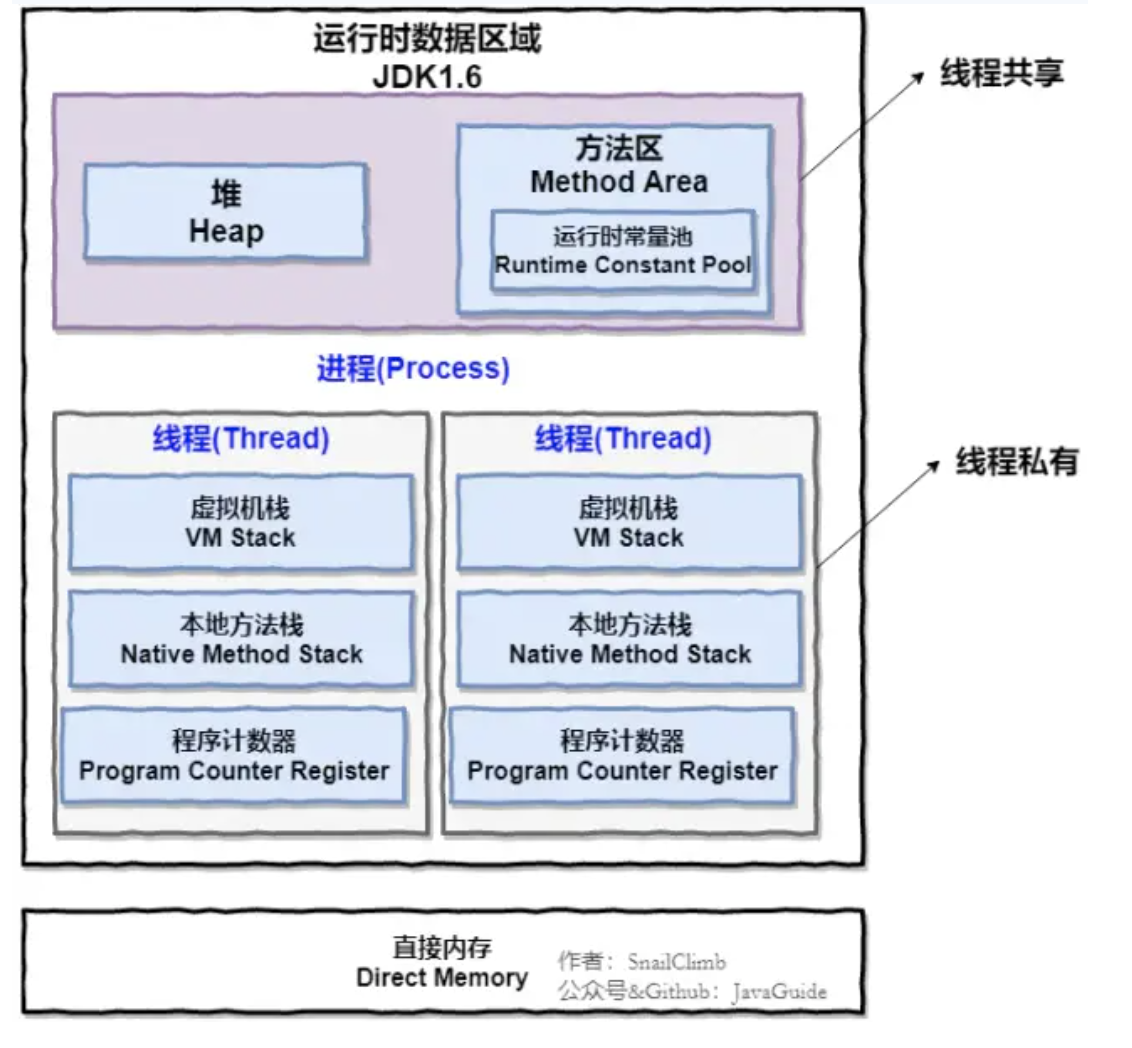 运行时数据区域
JDK1.6
线程共享
堆
Heap
方法区
Method Area
运行时常量池
Runtime Constant Pool
进程(Process)
线程(Thread)
虚拟机栈
VM Stack
本地方法栈
Native Method Stack
程序计数器
Program Counter Register
线程(Thread)
虚拟机栈
VM Stack
本地方法栈
Native Method Stack
程序计数器
Program Counter Register
线程私有
直接内存
Direct Memory
作者：SnailClimb
公众号&Github：JavaGuide